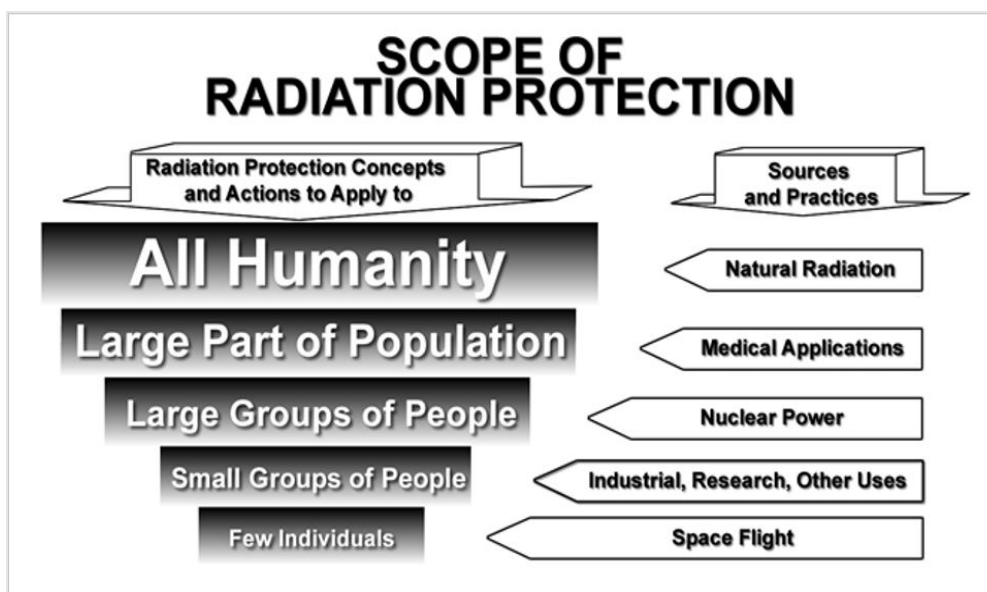 SCOPE OF
RADIATION PROTECTION
Radiation Protection Concepts
and Actions to Apply to
Sources
and Practices
All Humanity
Natural Radiation
Large Part of Population
Medical Applications
Large Groups of People
Nuclear Power
Small Groups of People
Industrial, Research, Other Uses
Few Individuals
Space Flight